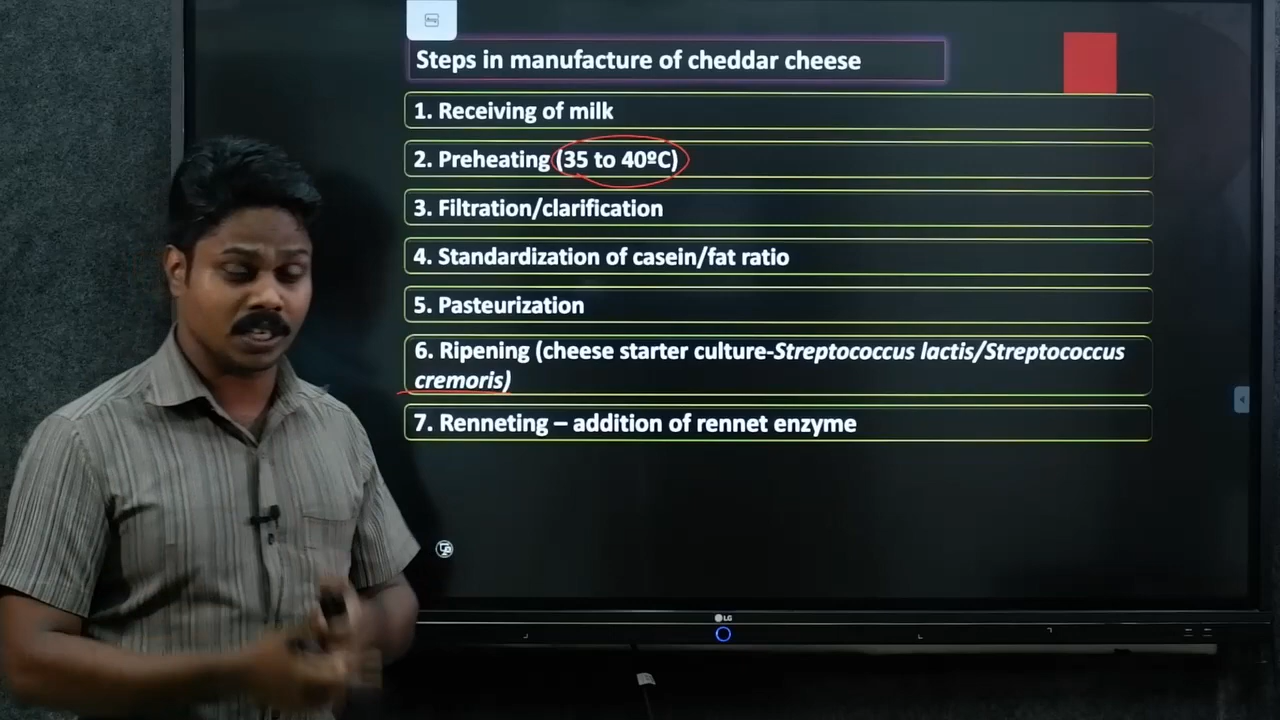 Steps in manufacture of cheddar cheese
1. Receiving of milk
2. Preheating (35 to 40ºC)
3. Filtration/clarification
4. Standardization of casein/fat ratio
5. Pasteurization
6. Ripening (cheese starter culture-Streptococcus lactis/Streptococcus
cremoris)
7. Renneting – addition of rennet enzyme
LG